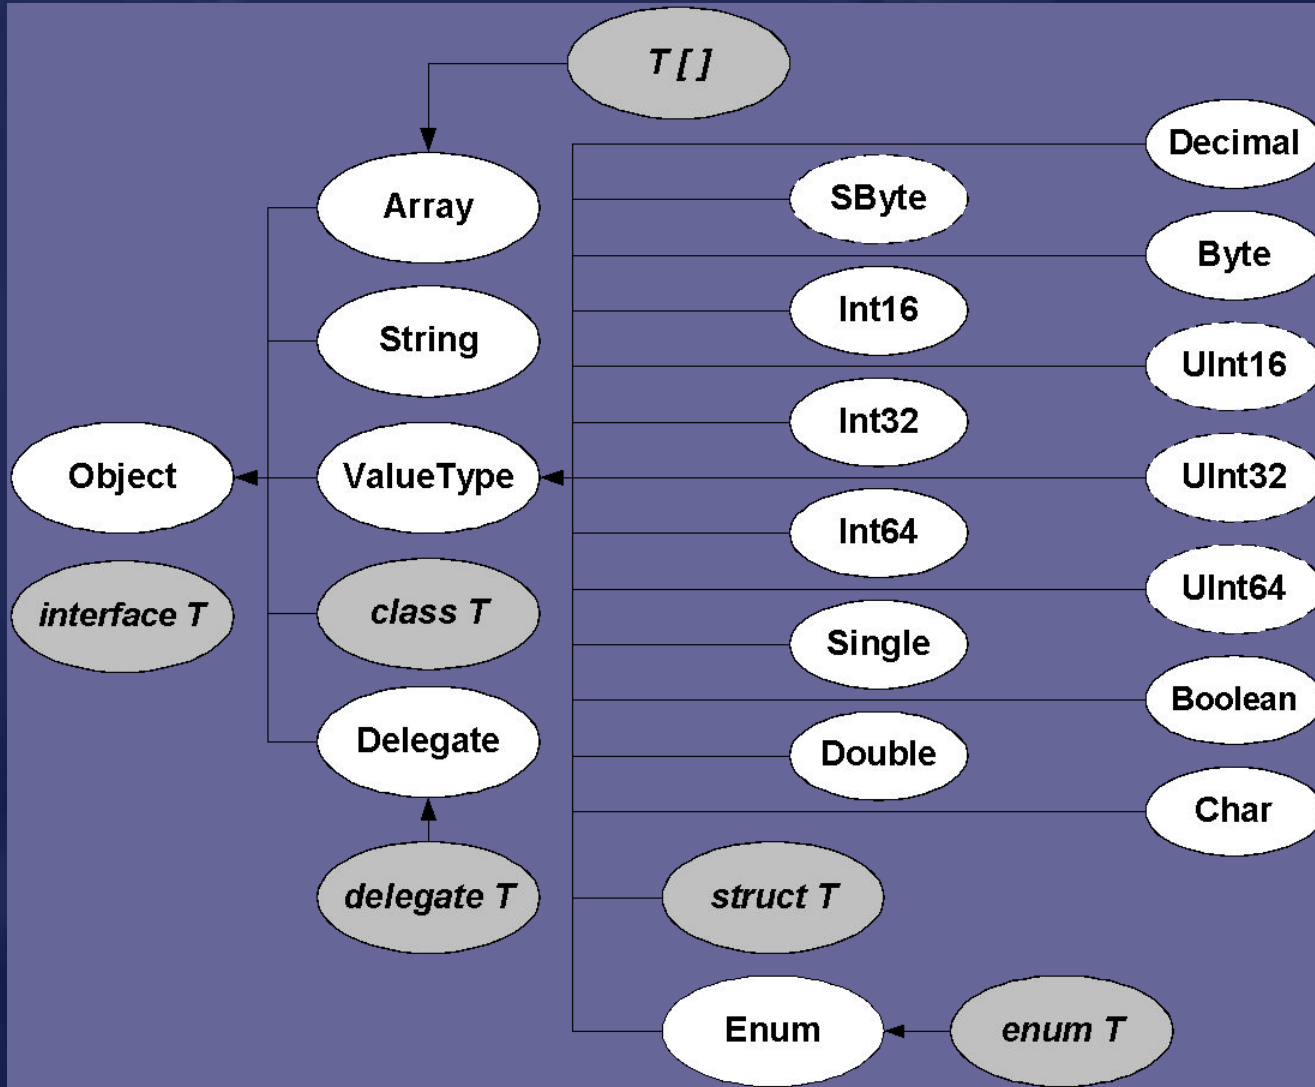 T [ ]
Decimal
SByte
Array
Byte
Int16
String
UInt16
Int32
Object
ValueType
UInt32
Int64
UInt64
interface T
class T
Single
Boolean
Delegate
Double
Char
delegate T
struct T
Enum
enum T